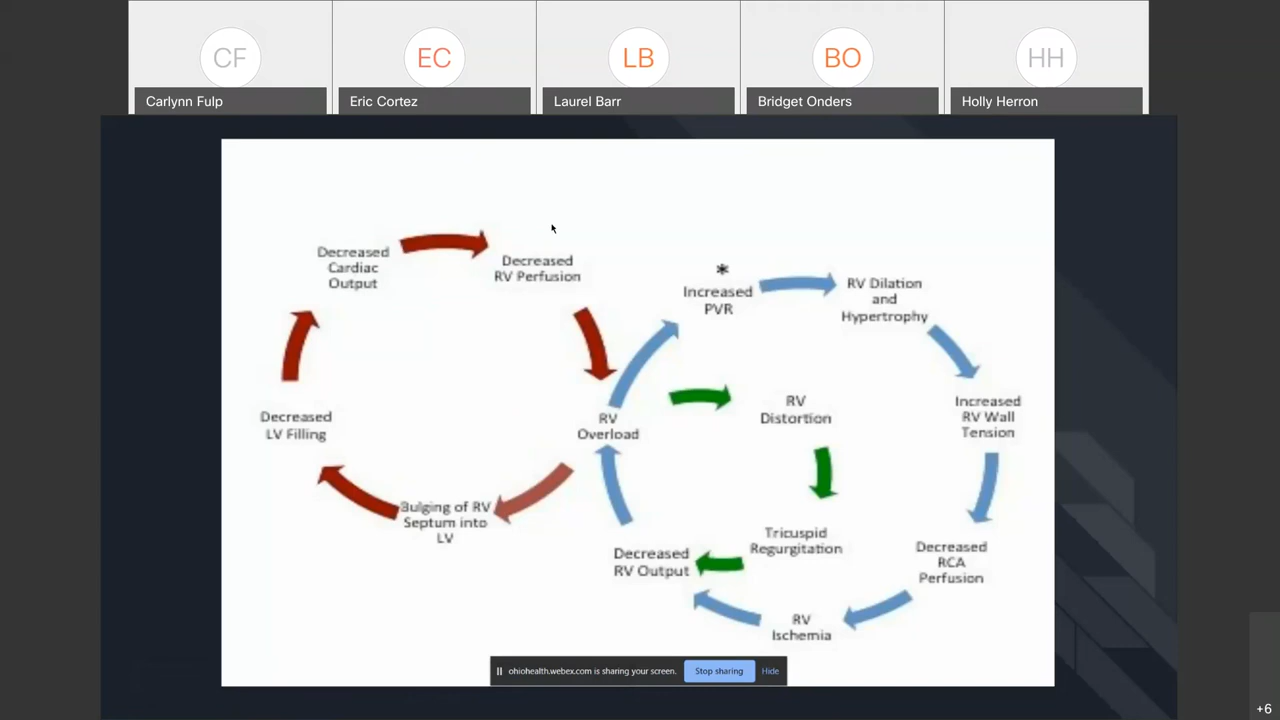 CF
EC
LB
BO
HH
Carlynn Fulp
Eric Cortez
Laurel Barr
Bridget Onders
Holly Herron
Decreased
Cardiac
Output
Decreased
RV Perfusion
*
Increased
PVR
RV Dilation
and
Hypertrophy
Decreased
LV Filling
RV
Overload
RV
Distortion
Increased
RV Wall
Tension
Bulging of RV
Septum into
LV
Decreased
RV Output
Tricuspid
Regurgitation
Decreased
RCA
Perfusion
RV
Ischemia
ohiohealth.webex.com is sharing your screen.
Stop sharing
Hide
+6